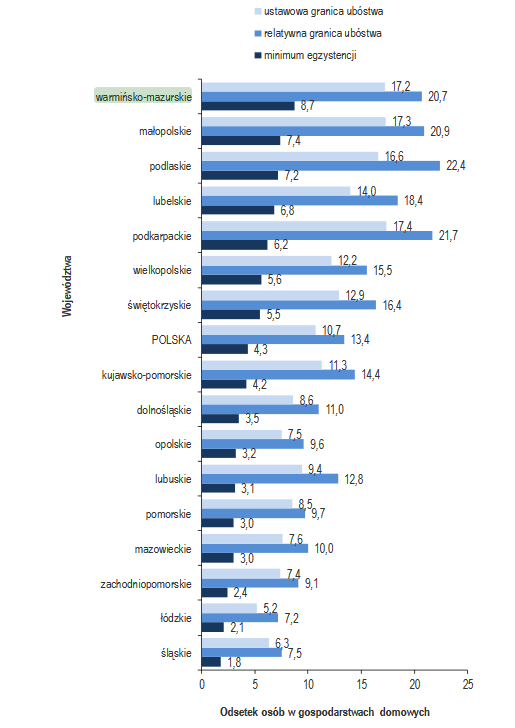 ustawowa granica ubóstwa
relatywna granica ubóstwa
minimum egzystencji
Województwa
warmińsko-mazurskie
17,2
20,7
8,7
małopolskie
17,3
20,9
7,4
podlaskie
16,6
22,4
7,2
lubelskie
14,0
18,4
6,8
podkarpackie
17,4
21,7
6,2
wielkopolskie
12,2
15,5
5,6
świętokrzyskie
12,9
16,4
5,5
POLSKA
10,7
13,4
4,3
kujawsko-pomorskie
11,3
14,4
4,2
dolnośląskie
8,6
11,0
3,5
opolskie
7,5
9,6
3,2
lubuskie
9,4
12,8
3,1
pomorskie
8,5
9,7
3,0
mazowieckie
7,6
10,0
3,0
zachodniopomorskie
7,4
9,1
2,4
łódzkie
5,2
7,2
2,1
śląskie
6,3
7,5
1,8
0 5 10 15 20 25
Odsetek osób w gospodarstwach domowych